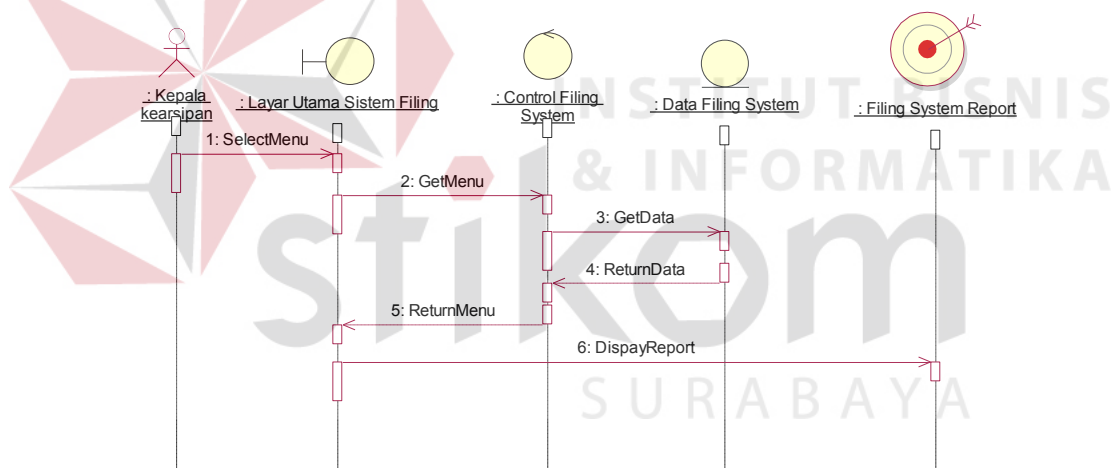 : Kepala
kearsipan
: Layar Utama Sistem Filing
: Control Filing
System
: Data Filing System
: Filing System Report
1: SelectMenu
2: GetMenu
3: GetData
4: ReturnData
5: ReturnMenu
6: DispayReport
INSTITUT BISNIS
& INFORMATIKA
stikom
SURABAYA